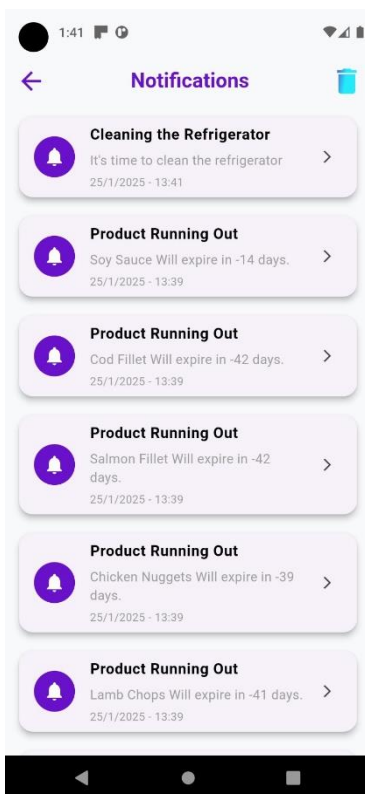 1:41
Notifications
Cleaning the Refrigerator
It's time to clean the refrigerator
25/1/2025 - 13:41
Product Running Out
Soy Sauce Will expire in -14 days.
25/1/2025 - 13:39
Product Running Out
Cod Fillet Will expire in -42 days.
25/1/2025 - 13:39
Product Running Out
Salmon Fillet Will expire in -42
days.
25/1/2025 - 13:39
Product Running Out
Chicken Nuggets Will expire in -39
days.
25/1/2025 - 13:39
Product Running Out
Lamb Chops Will expire in -41 days.
25/1/2025 - 13:39